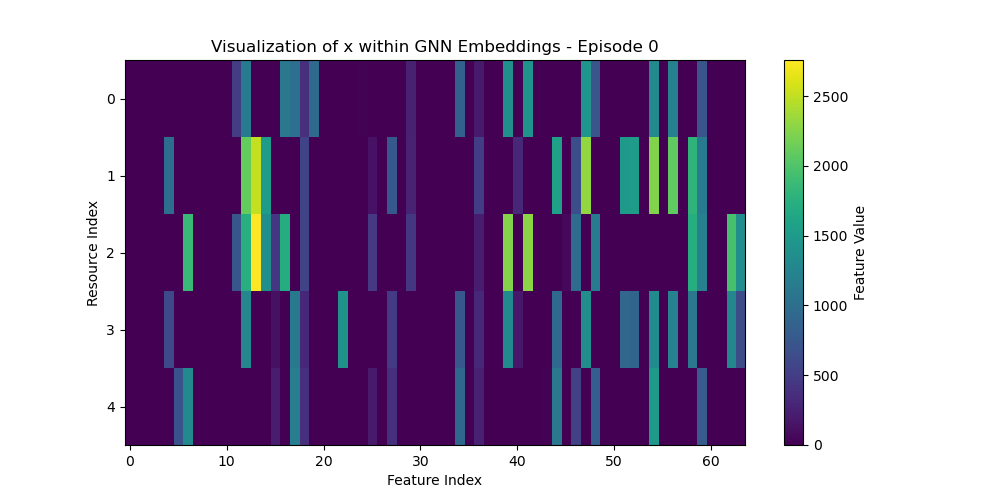 Visualization of x within GNN Embeddings - Episode 0
Resource Index
0
1
2
3
4
0 10 20 30 40 50 60
Feature Index
2500
2000
1500
1000
500
0
Feature Value